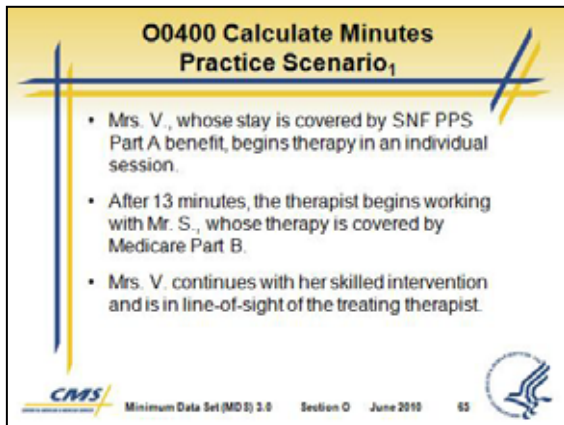 O0400 Calculate Minutes
Practice Scenario1
• Mrs. V., whose stay is covered by SNF PPS
Part A benefit, begins therapy in an individual
session.
• After 13 minutes, the therapist begins working
with Mr. S., whose therapy is covered by
Medicare Part B.
• Mrs. V. continues with her skilled intervention
and is in line-of-sight of the treating therapist.
CMS
Minimum Data Set (MDS) 3.0 Section O June 2010 65